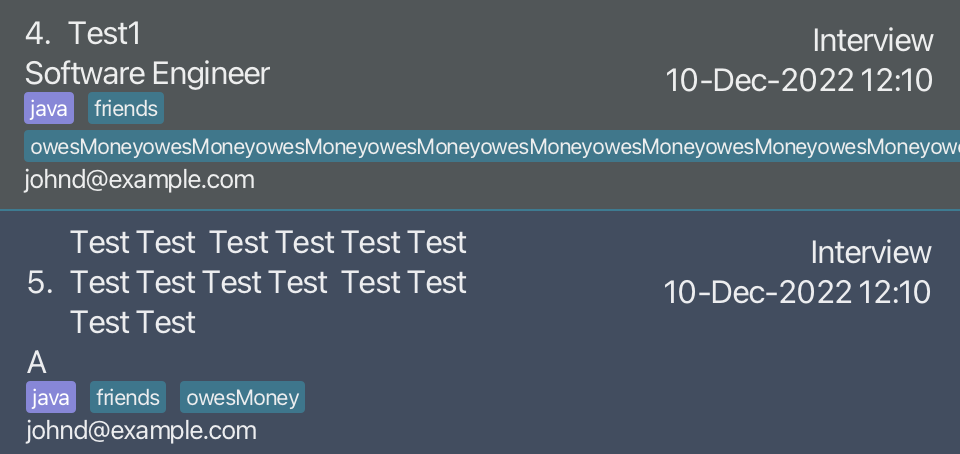 4. Test1
Interview
Software Engineer
10-Dec-2022 12:10
java friends
owesMoneyowesMoneyowesMoneyowesMoneyowesMoneyowesMoneyowesMoneyowesMoneyow
johnd@example.com
Test Test Test Test Test Test
Interview
5. Test Test Test Test Test Test
10-Dec-2022 12:10
Test Test
A
java friends owesMoney
johnd@example.com